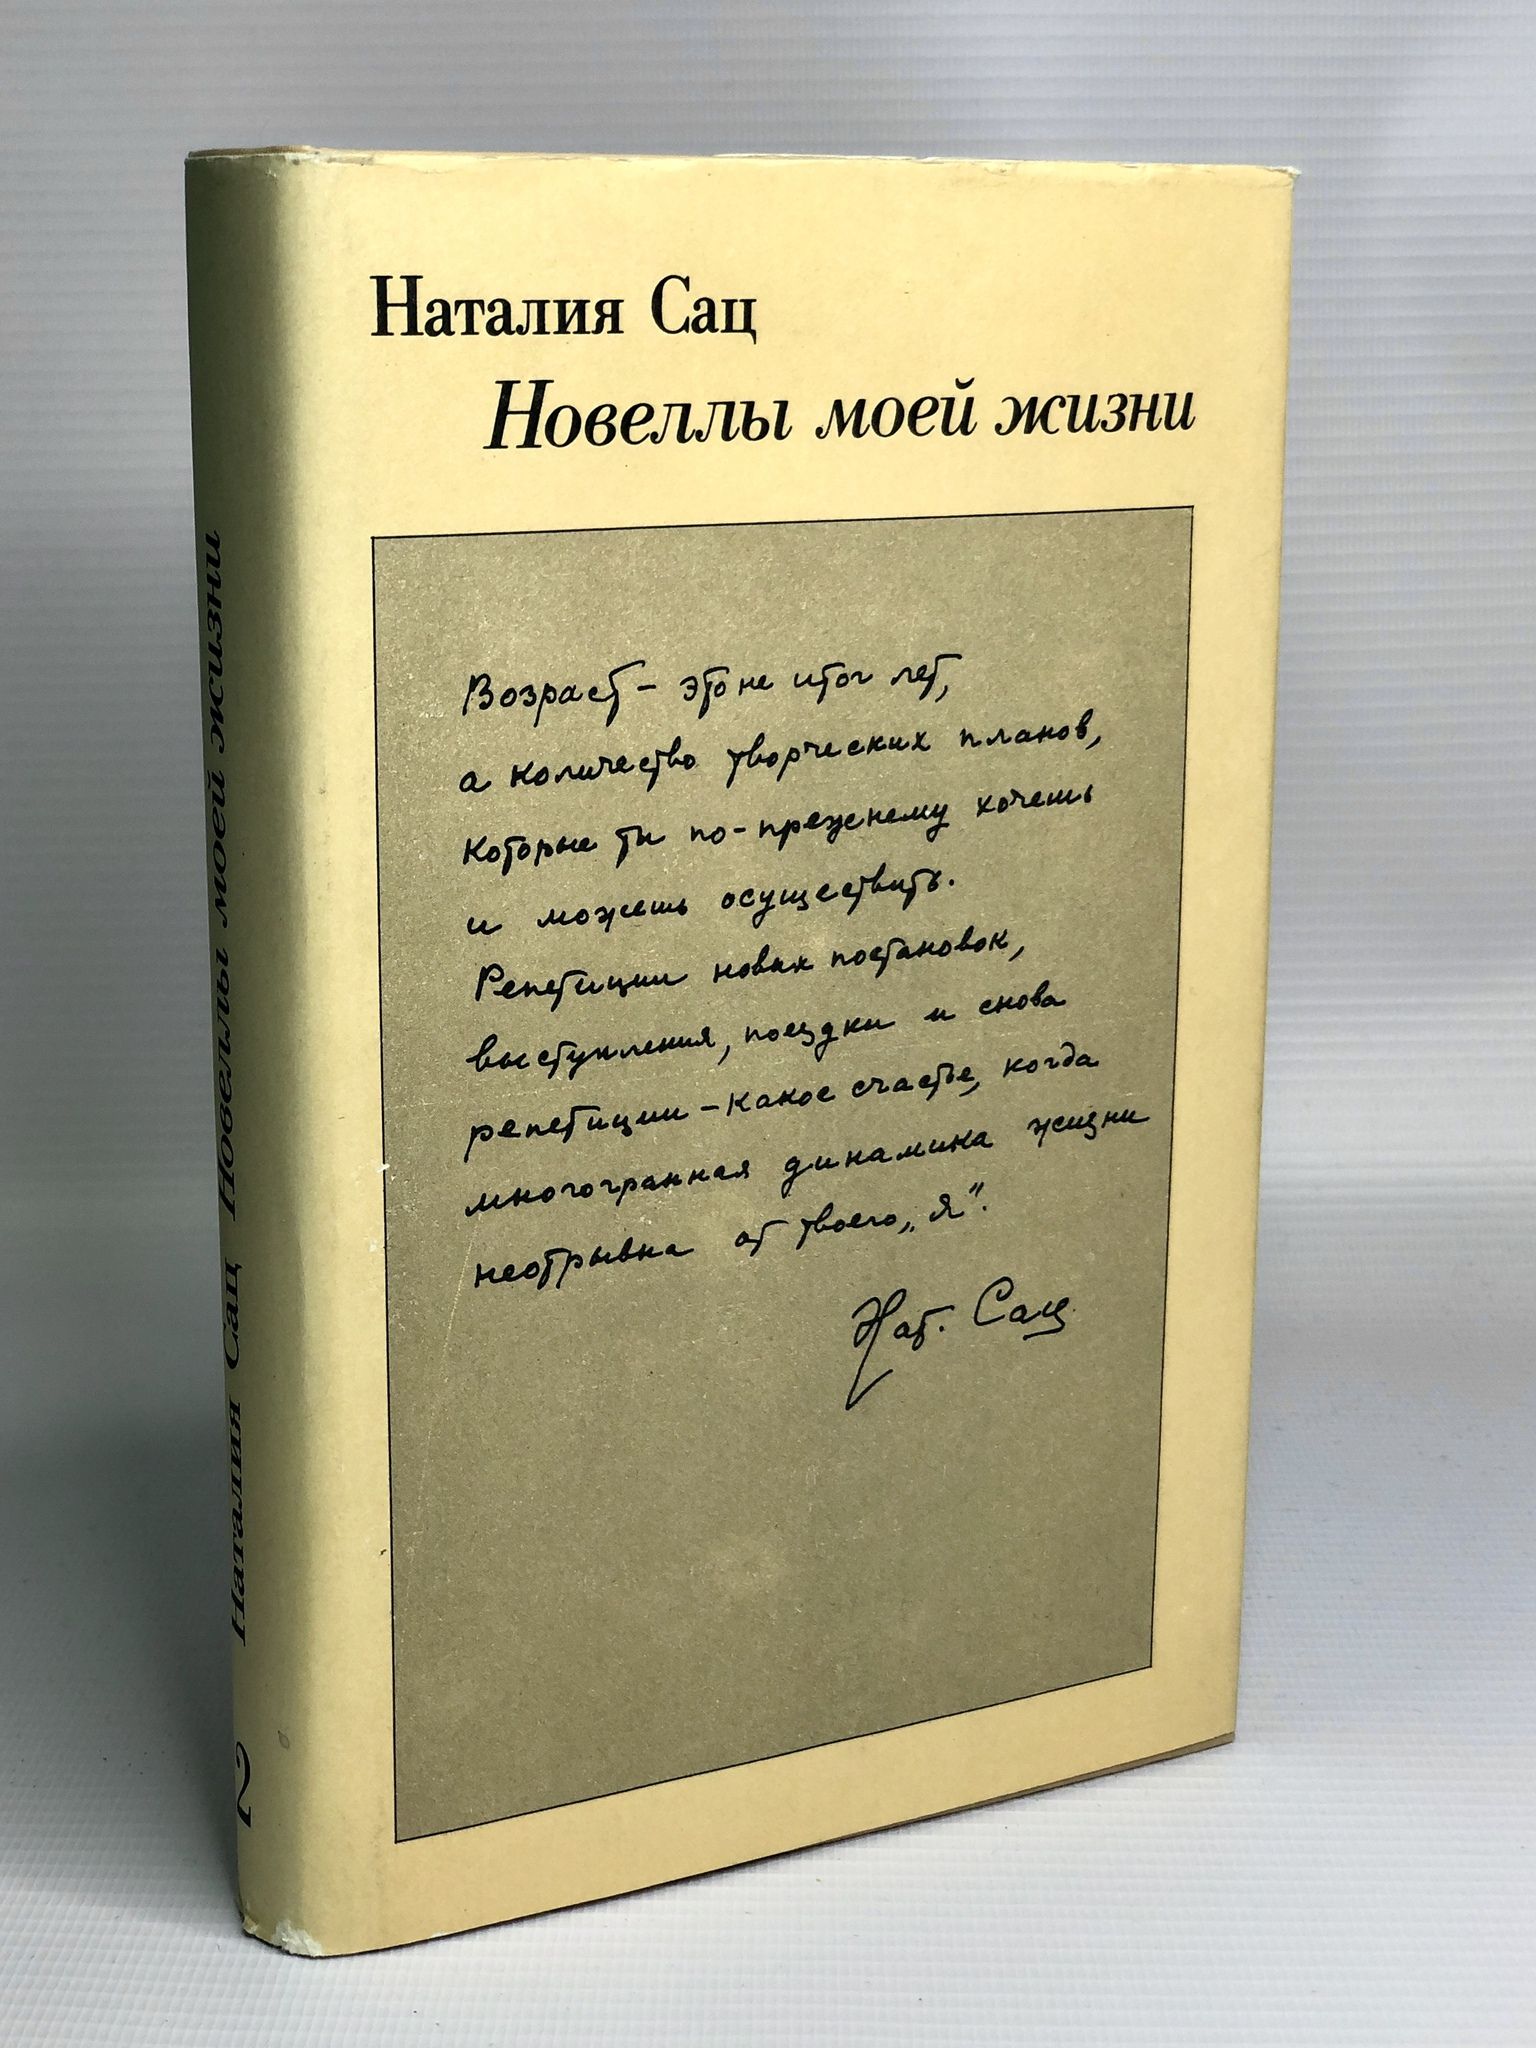 Наталия Сац
Новеллы моей жизни
Возраст – это не итог лет,
а количество творческих планов,
которые ты по-прежнему хочешь
и можешь осуществить.
Репетиции новых постановок,
выступления, поездки и снова
репетиции – какое счастье, когда
многогранная динамика жизни
неотрывна от твоего „Я".
Нат. Сац
Наталия Сац Новеллы моей жизни 2